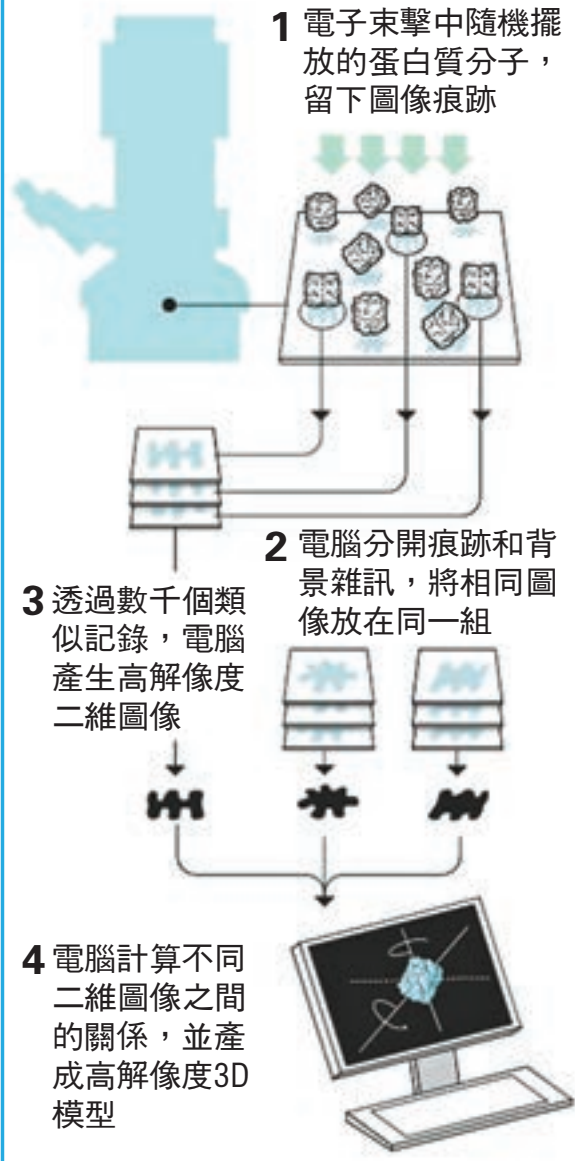 1 電子束擊中隨機擺
放的蛋白質分子，
留下圖像痕跡
2 電腦分開痕跡和背
景雜訊，將相同圖
像放在同一組
3 透過數千個類
似記錄，電腦
產生高解像度
二維圖像
4 電腦計算不同
二維圖像之間
的關係，並產
成高解像度3D
模型